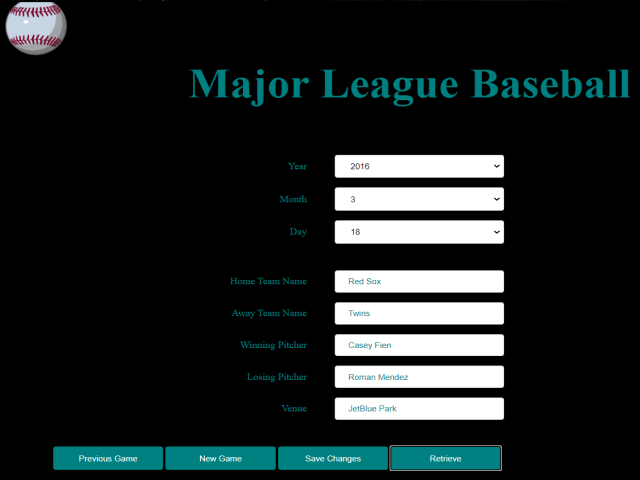 Major League Baseball
Year 2016
Month 3
Day 18
Home Team Name Red Sox
Away Team Name Twins
Winning Pitcher Casey Fien
Losing Pitcher Roman Mendez
Venue JetBlue Park
Previous Game New Game Save Changes Retrieve